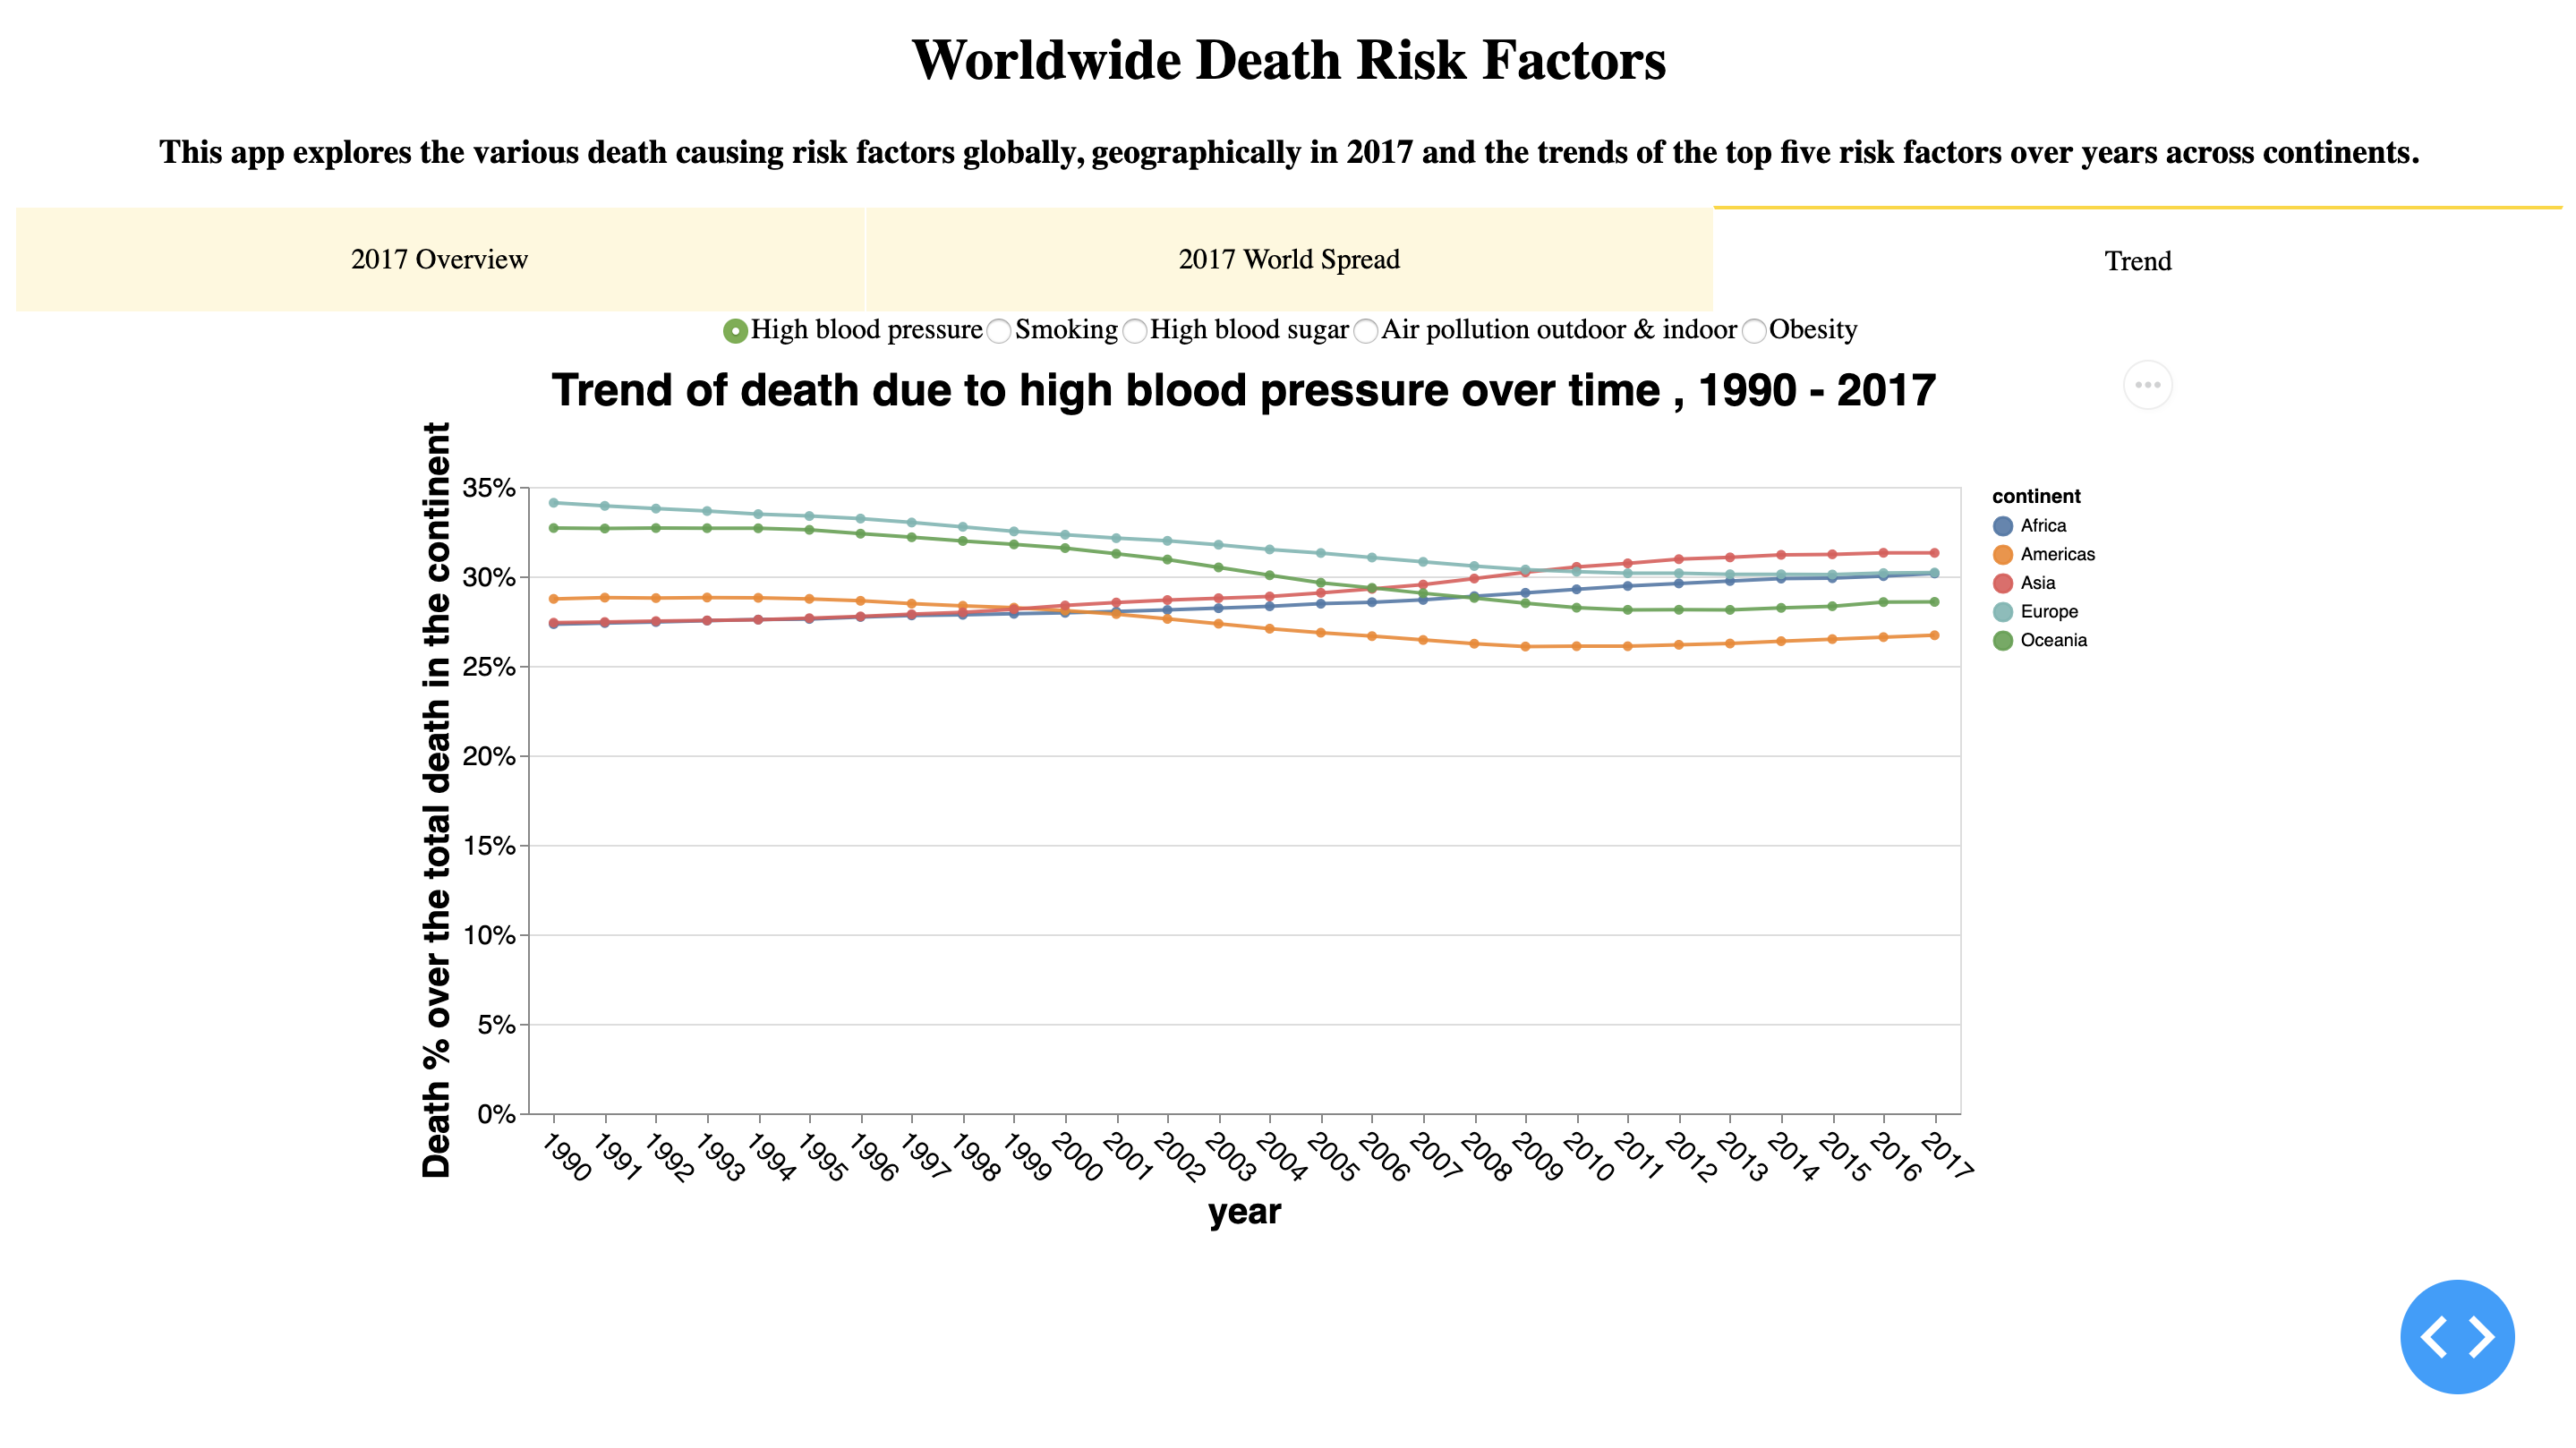 Worldwide Death Risk Factors
This app explores the various death causing risk factors globally, geographically in 2017 and the trends of the top five risk factors over years across continents.
2017 Overview
2017 World Spread
Trend
High blood pressure Smoking High blood sugar Air pollution outdoor & indoor Obesity
Trend of death due to high blood pressure over time , 1990 - 2017
Death % over the total death in the continent
35%
30%
25%
20%
15%
10%
5%
0%
1990 1991 1992 1993 1994 1995 1996 1997 1998 1999 2000 2001 2002 2003 2004 2005 2006 2007 2008 2009 2010 2011 2012 2013 2014 2015 2016 2017
year
continent
Africa
Americas
Asia
Europe
Oceania